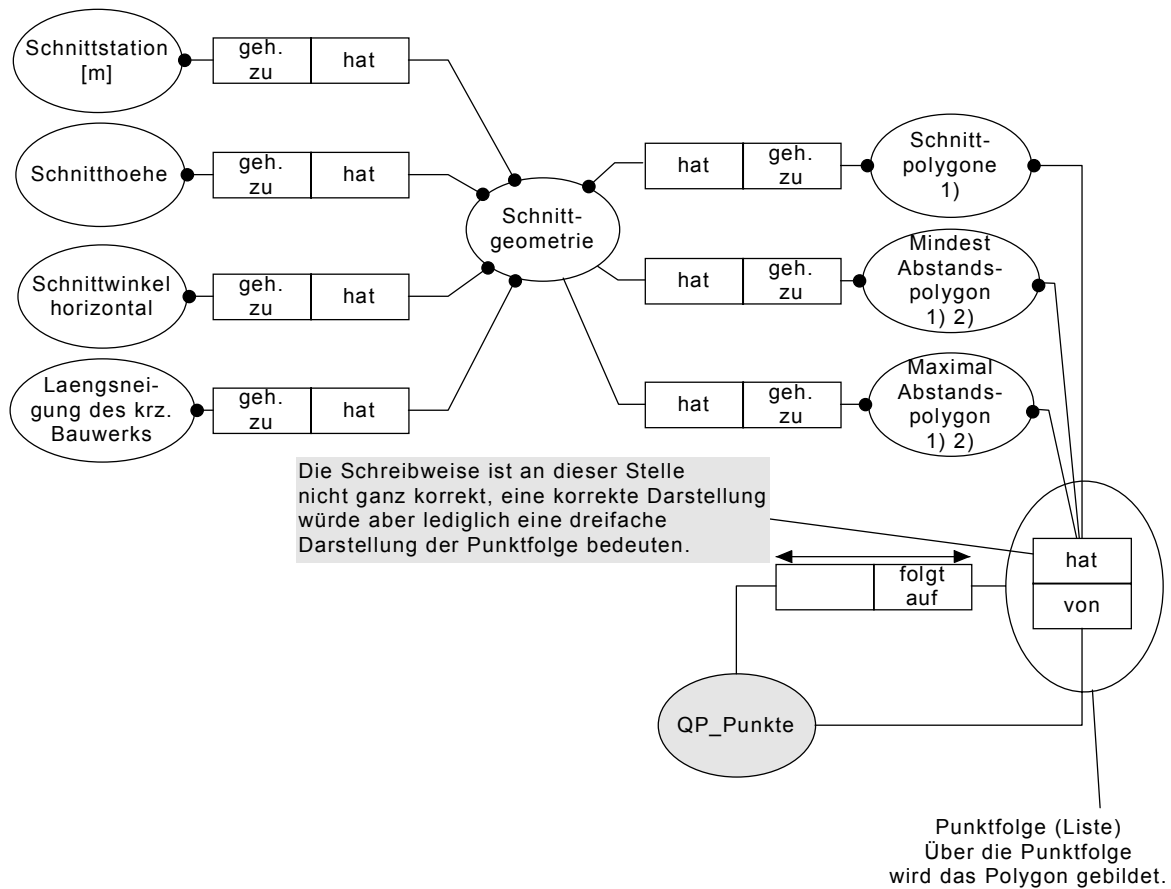 Schnittstation
[m]
geh.
zu
hat
Schnitthoehe
geh.
zu
hat
Schnittwinkel
horizontal
geh.
zu
hat
Laengsnei-
gung des krz.
Bauwerks
geh.
zu
hat
Schnitt-
geometrie
hat
geh.
zu
Schnitt-
polygone
1)
hat
geh.
zu
Mindest
Abstands-
polygon
1) 2)
hat
geh.
zu
Maximal
Abstands-
polygon
1) 2)
Die Schreibweise ist an dieser Stelle
nicht ganz korrekt, eine korrekte Darstellung
würde aber lediglich eine dreifache
Darstellung der Punktfolge bedeuten.
folgt
auf
hat
von
QP_Punkte
Punktfolge (Liste)
Über die Punktfolge
wird das Polygon gebildet.